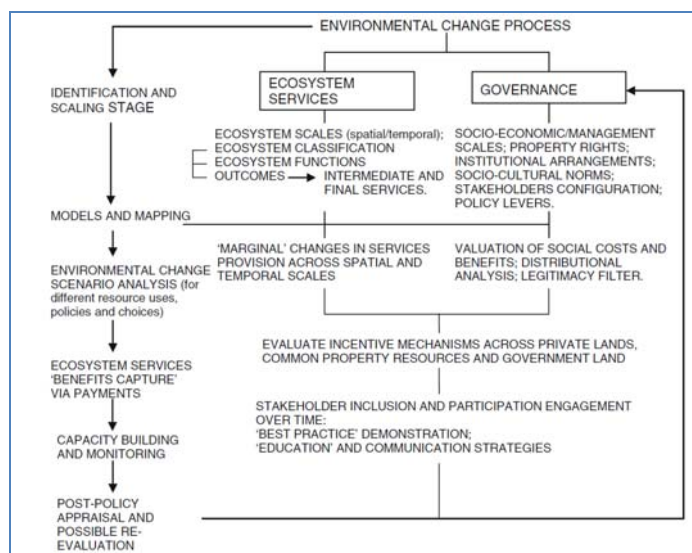 ENVIRONMENTAL CHANGE PROCESS
IDENTIFICATION AND
SCALING STAGE
ECOSYSTEM
SERVICES
GOVERNANCE
ECOSYSTEM SCALES (spatial/temporal);
ECOSYSTEM CLASSIFICATION
ECOSYSTEM FUNCTIONS
OUTCOMES
INTERMEDIATE AND
FINAL SERVICES.
SOCIO-ECONOMIC/MANAGEMENT
SCALES; PROPERTY RIGHTS;
INSTITUTIONAL ARRANGEMENTS;
SOCIO-CULTURAL NORMS;
STAKEHOLDERS CONFIGURATION;
POLICY LEVERS.
MODELS AND MAPPING
'MARGINAL' CHANGES IN SERVICES
PROVISION ACROSS SPATIAL AND
TEMPORAL SCALES
VALUATION OF SOCIAL COSTS AND
BENEFITS; DISTRIBUTIONAL
ANALYSIS; LEGITIMACY FILTER.
ENVIRONMENTAL CHANGE
SCENARIO ANALYSIS (for
different resource uses,
policies and choices)
EVALUATE INCENTIVE MECHANISMS ACROSS PRIVATE LANDS,
COMMON PROPERTY RESOURCES AND GOVERNMENT LAND
ECOSYSTEM SERVICES
'BENEFITS CAPTURE'
VIA PAYMENTS
STAKEHOLDER INCLUSION AND PARTICIPATION ENGAGEMENT
OVER TIME:
'BEST PRACTICE' DEMONSTRATION;
'EDUCATION' AND COMMUNICATION STRATEGIES
CAPACITY BUILDING
AND MONITORING
POST-POLICY
APPRAISAL AND
POSSIBLE RE-
EVALUATION